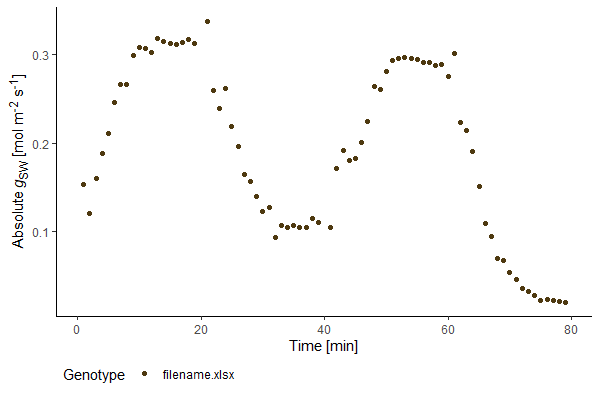 Absolute gSW [mol m-2 s-1]
0.3
0.2
0.1
0
20
40
60
80
Time [min]
Genotype
filename.xlsx